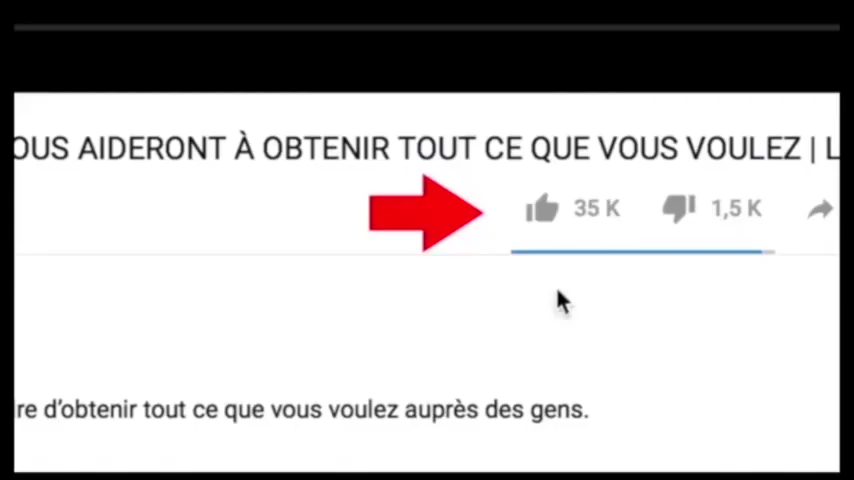 OUS AIDERONT À OBTENIR TOUT CE QUE VOUS VOULEZ | L
35 K 1,5 K
re d'obtenir tout ce que vous voulez auprès des gens.